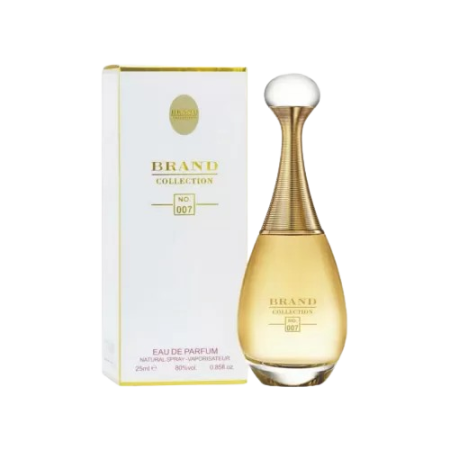 BRAND
BRAND
COLLECTION
NO.
007
EAU DE PARFUM
NATURAL SPRAY-VAPORISATEUR
25ml e 80%vol 0.85fl oz
BRAND
COLLECTION
NO.
007